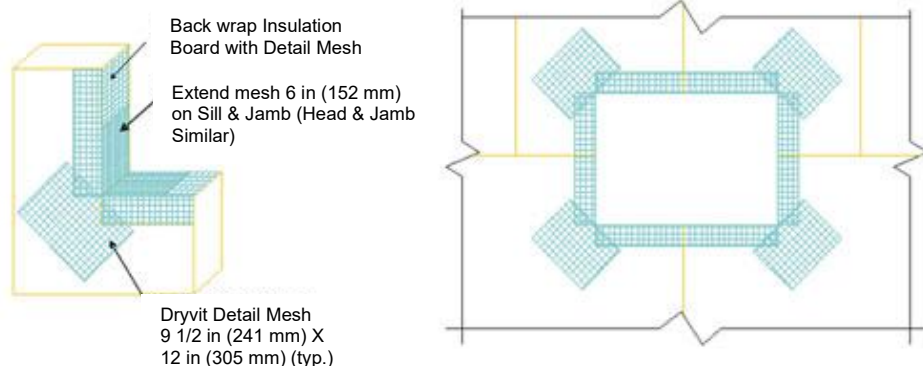 Back wrap Insulation
Board with Detail Mesh
Extend mesh 6 in (152 mm)
on Sill & Jamb (Head & Jamb
Similar)
Dryvit Detail Mesh
9 1/2 in (241 mm) X
12 in (305 mm) (typ.)